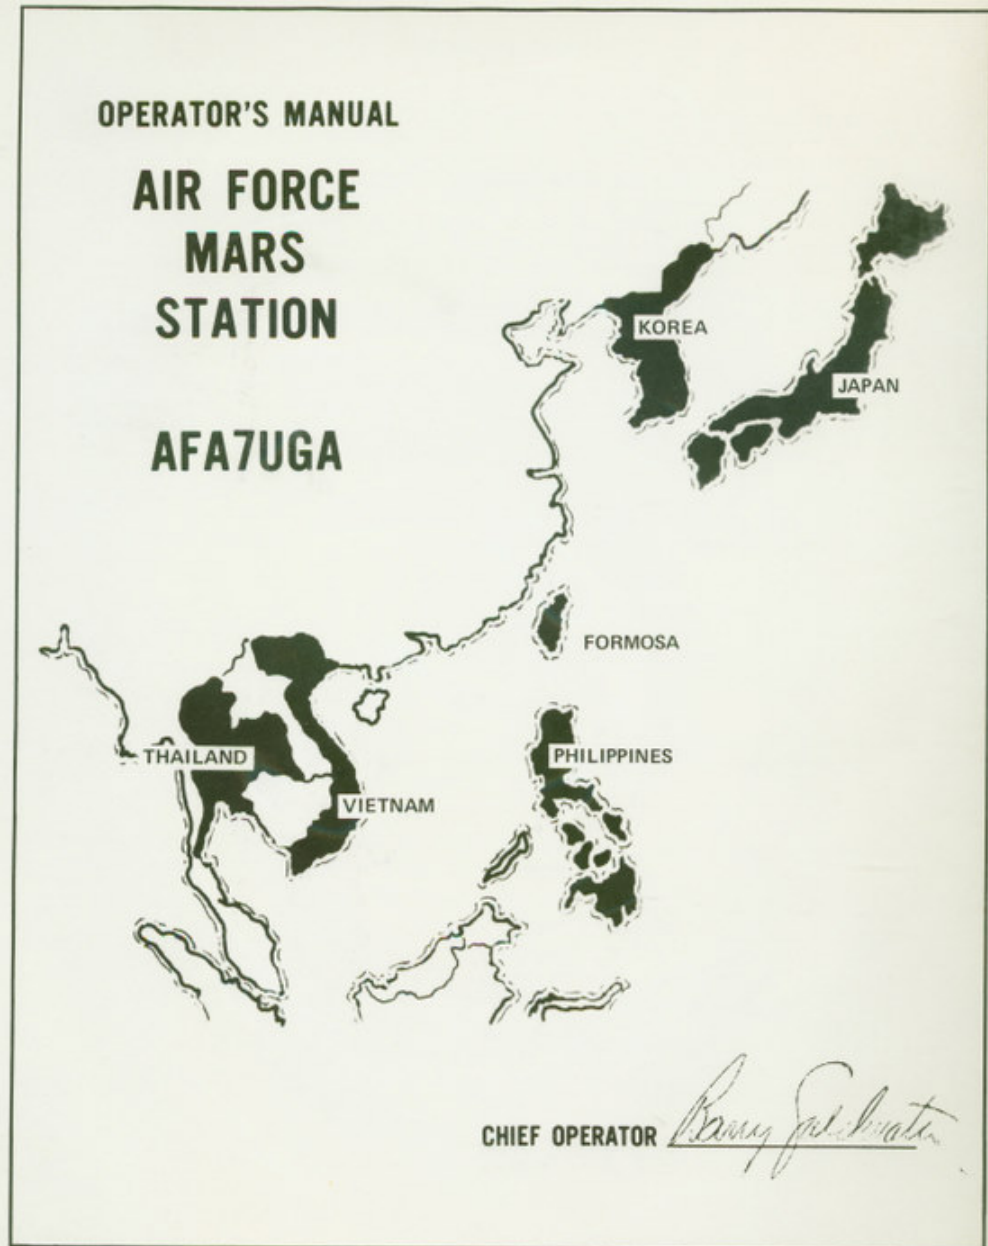 OPERATOR'S MANUAL
AIR FORCE
MARS
STATION
AFA7UGA
KOREA
JAPAN
FORMOSA
THAILAND
PHILIPPINES
VIETNAM
CHIEF OPERATOR Barry Goldwater